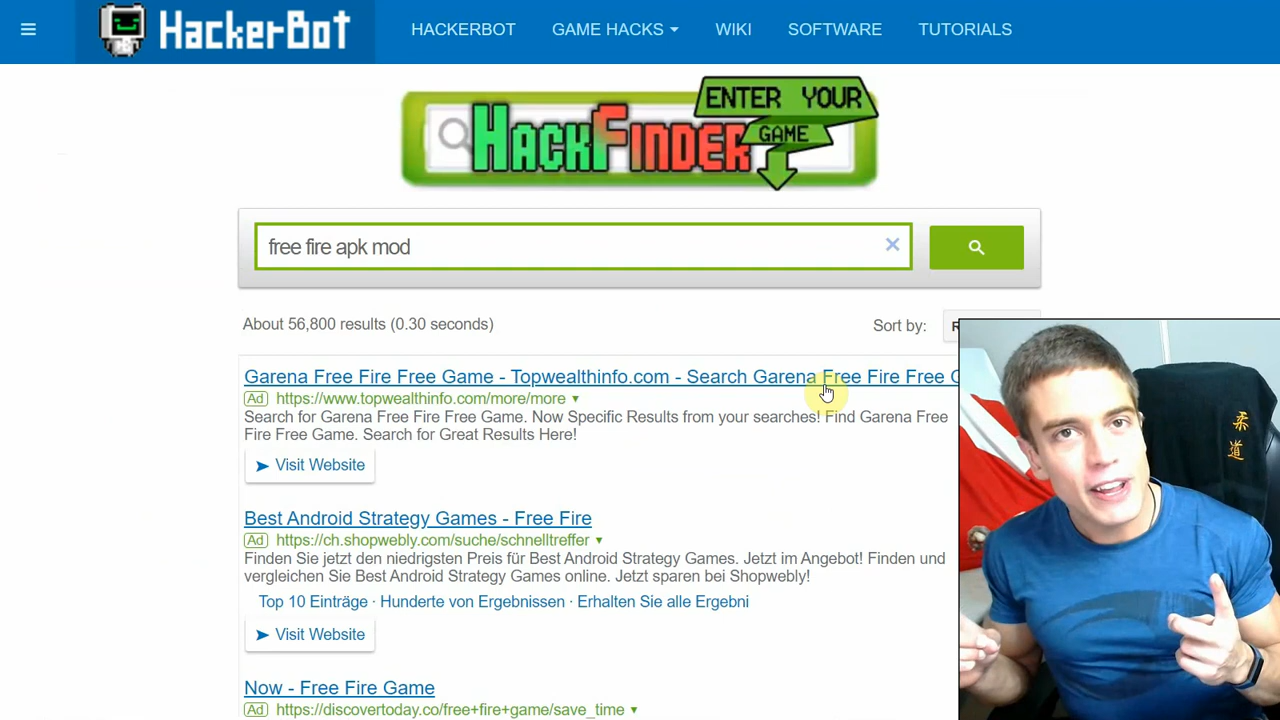 HackerBot
HACKERBOT
GAME HACKS
WIKI
SOFTWARE
TUTORIALS
ENTER YOUR
GAME
HackFinder
free fire apk mod
About 56,800 results (0.30 seconds)
Sort by:
Garena Free Fire Free Game - Topwealthinfo.com - Search Garena Free Fire Free
Ad https://www.topwealthinfo.com/more/more
Search for Garena Free Fire Free Game. Now Specific Results from your searches! Find Garena Free
Fire Free Game. Search for Great Results Here!
Visit Website
Best Android Strategy Games - Free Fire
Ad https://ch.shopwebly.com/suche/schnelltreffer
Finden Sie jetzt den niedrigsten Preis für Best Android Strategy Games. Jetzt im Angebot! Finden und
vergleichen Sie Best Android Strategy Games online. Jetzt sparen bei Shopwebly!
Top 10 Einträge · Hunderte von Ergebnissen · Erhalten Sie alle Ergebni
Visit Website
Now - Free Fire Game
Ad https://discovertoday.co/free+fire+game/save_time
柔
道